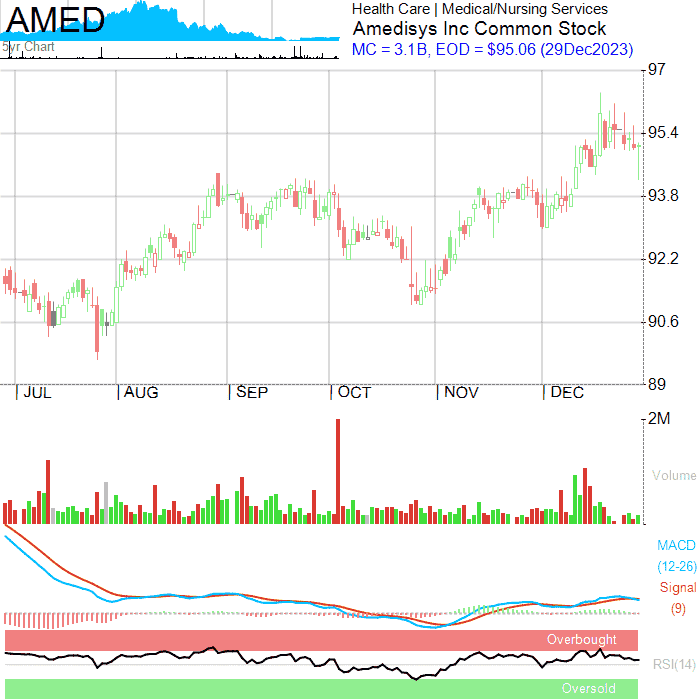 AMED
5yr Chart
Health Care | Medical/Nursing Services
Amedisys Inc Common Stock
MC = 3.1B, EOD = $95.06 (29Dec2023)
97
95.4
93.8
92.2
90.6
89
|JUL |AUG |SEP |OCT |NOV |DEC
2M
Volume
MACD
(12-26)
Signal
(9)
Overbought
RSI(14)
Oversold